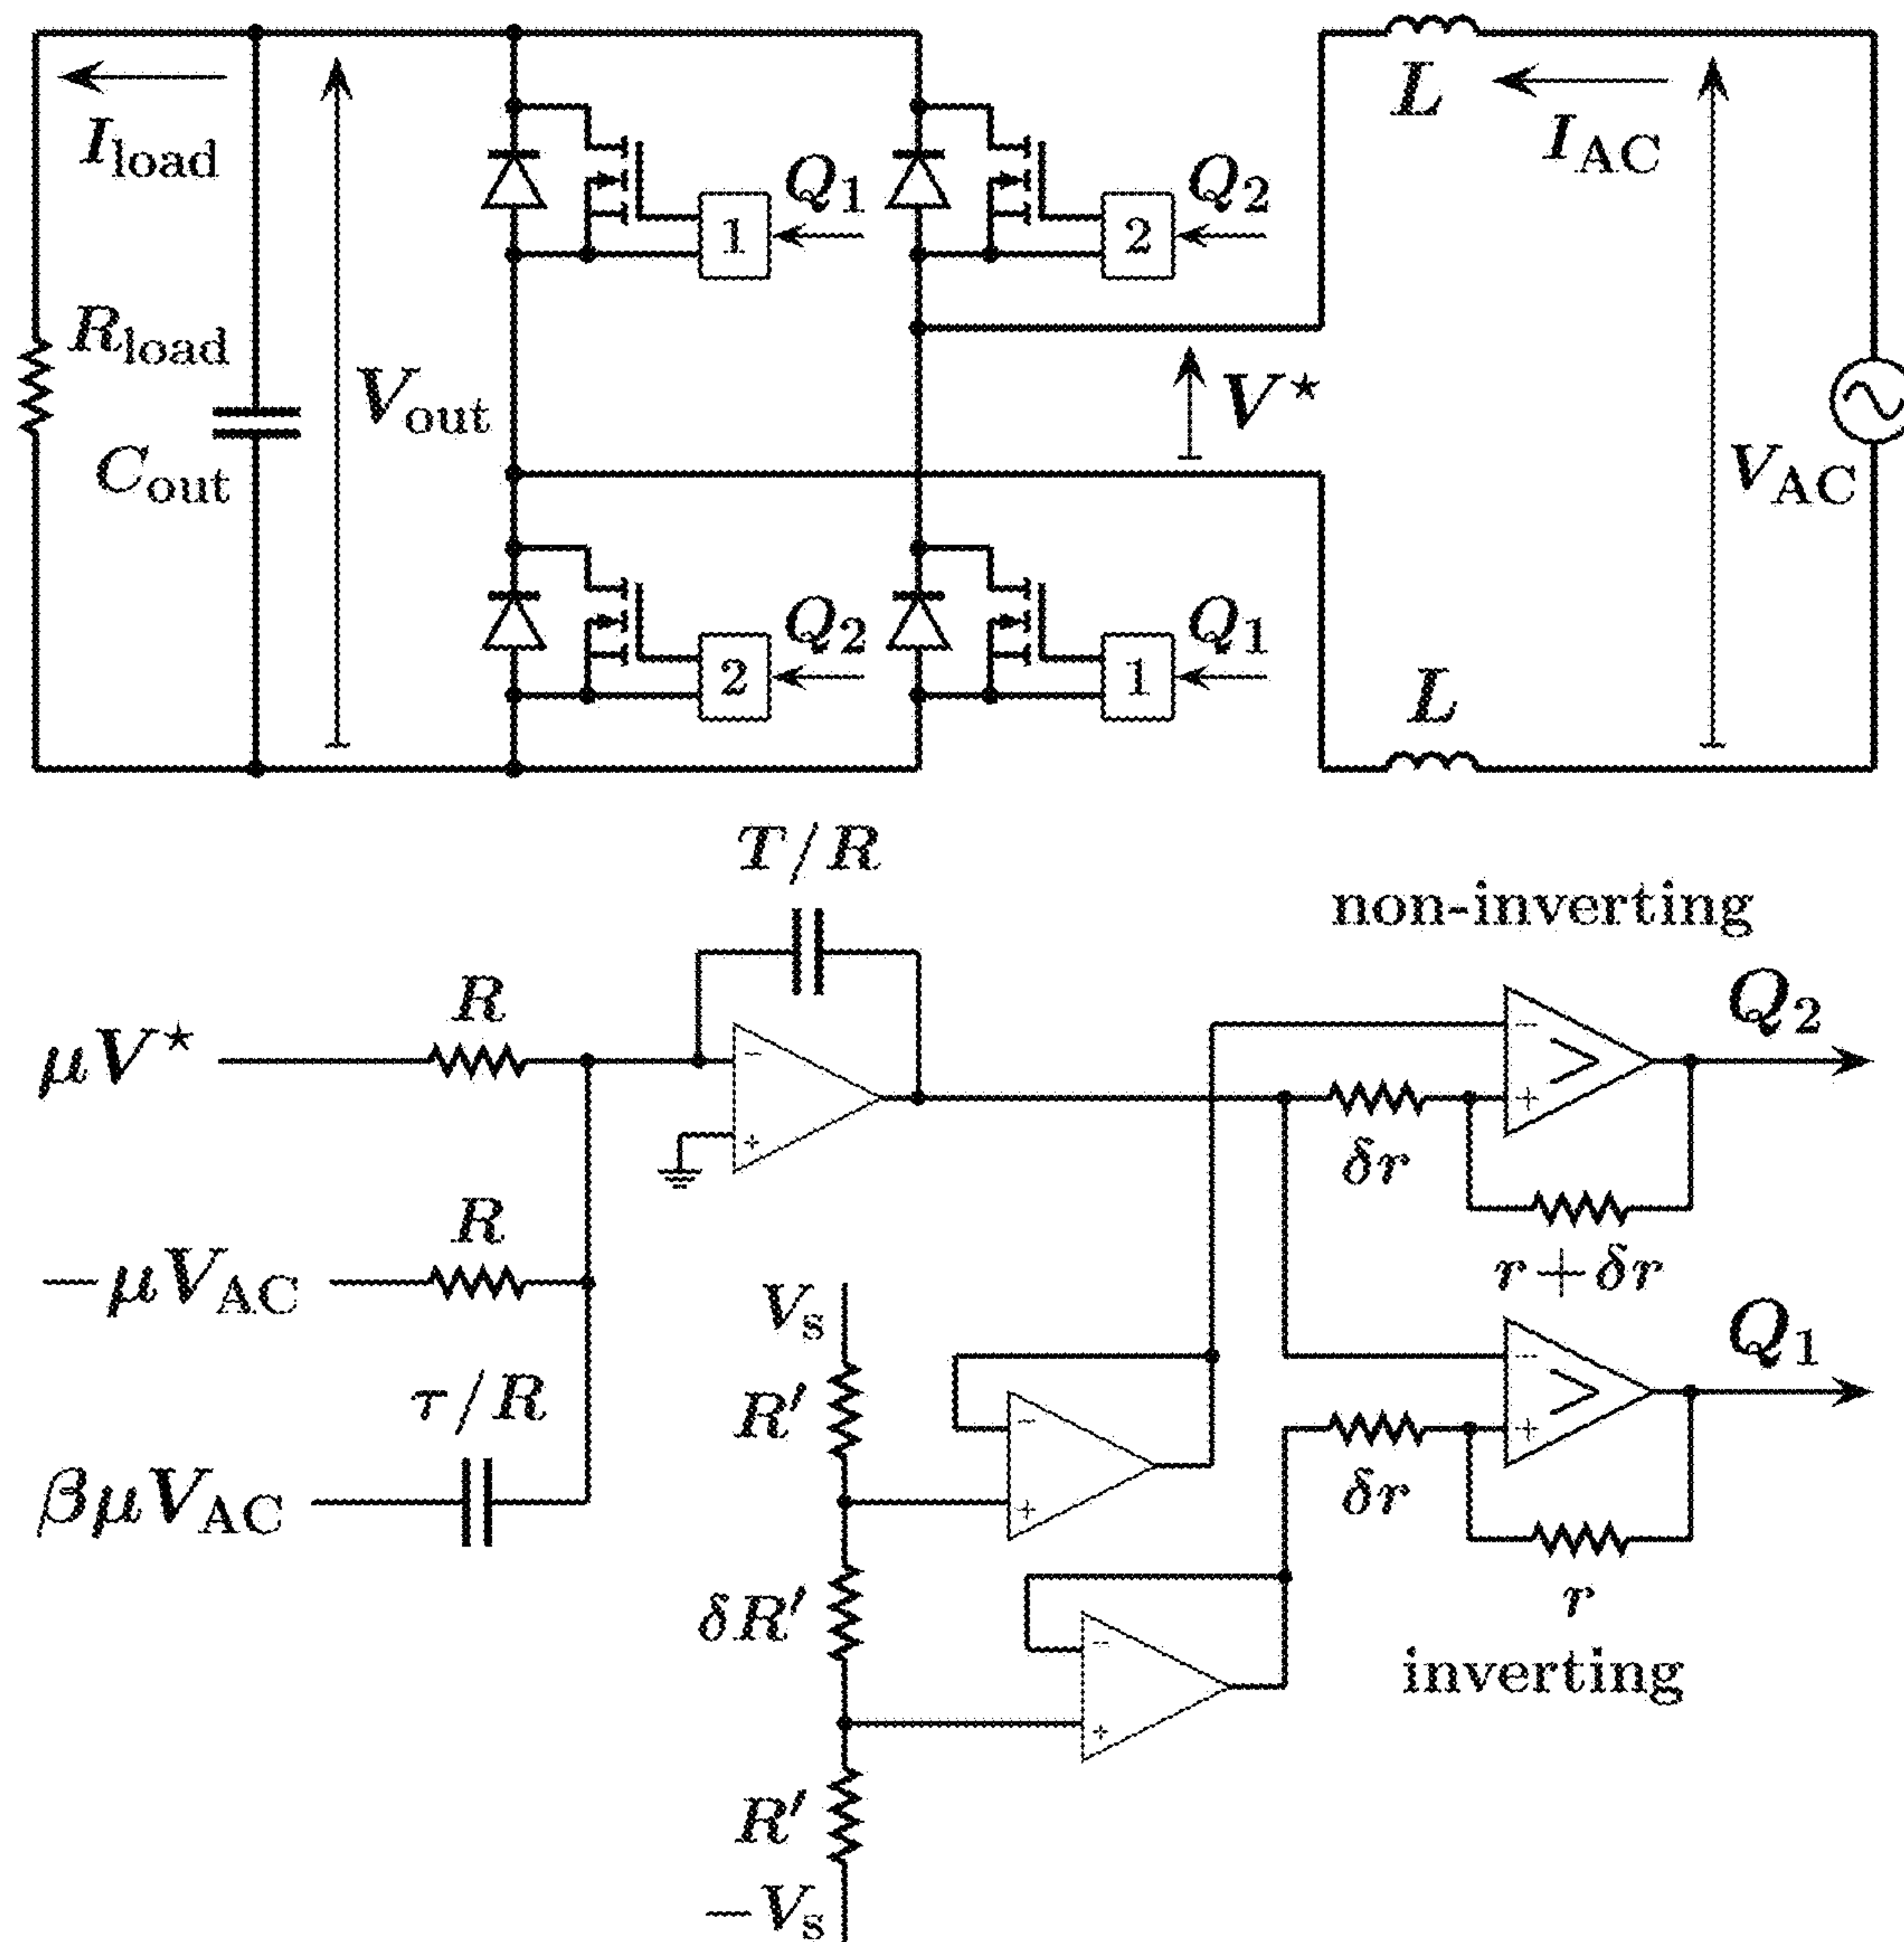 I_load
R_load
C_out
V_out
1
Q_1
2
Q_2
V^⋆
2
Q_2
1
Q_1
L
I_AC
V_AC
L
T/R
non-inverting
μV^⋆
R
−
+
−
>
+
Q_2
δr
r+δr
−μV_AC
R
V_s
R′
−
+
−
>
+
Q_1
δr
r
inverting
βμV_AC
τ/R
δR′
−
+
R′
−V_s